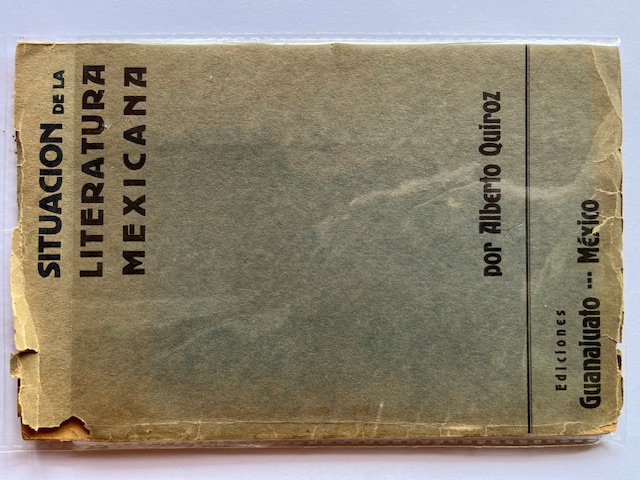 SITUACION DE LA
LITERATURA
MEXICANA
por Alberto Quiroz
Ediciones
Guanajuato --- México